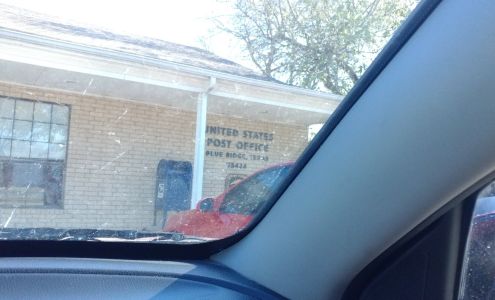 UNITED STATES
POST OFFICE
BLUE RIDGE, TEXAS
75424